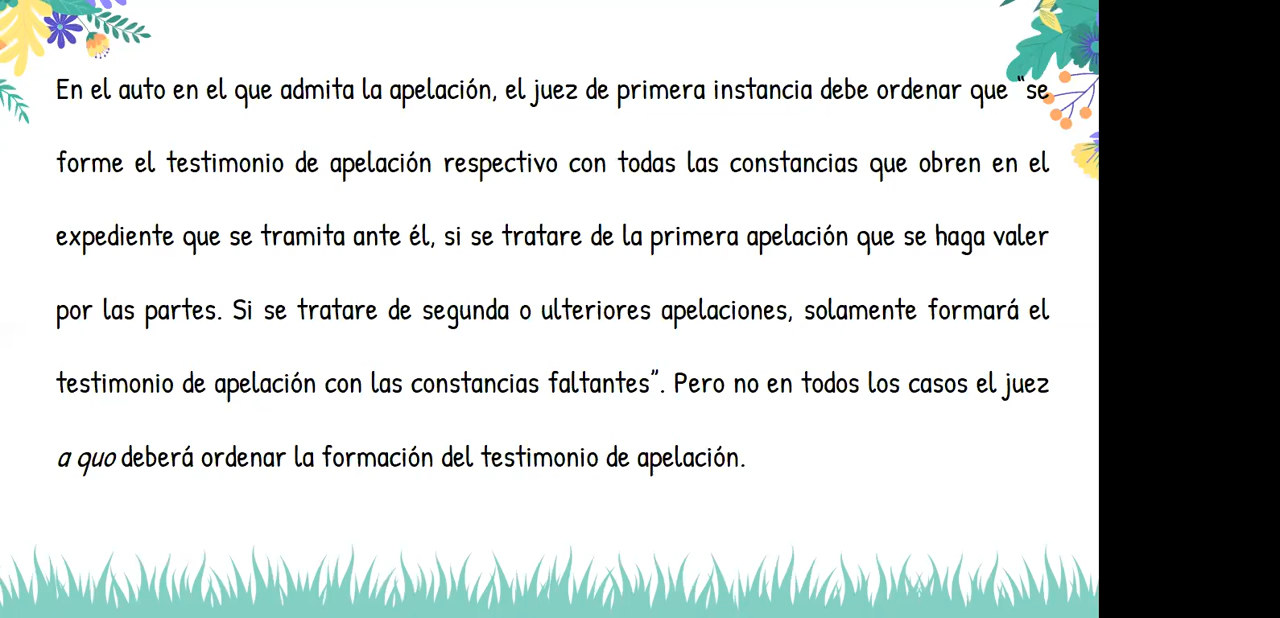 En el auto en el que admita la apelación, el juez de primera instancia debe ordenar que “se
forme el testimonio de apelación respectivo con todas las constancias que obren en el
expediente que se tramita ante él, si se tratare de la primera apelación que se haga valer
por las partes. Si se tratare de segunda o ulteriores apelaciones, solamente formará el
testimonio de apelación con las constancias faltantes”. Pero no en todos los casos el juez
a quo deberá ordenar la formación del testimonio de apelación.